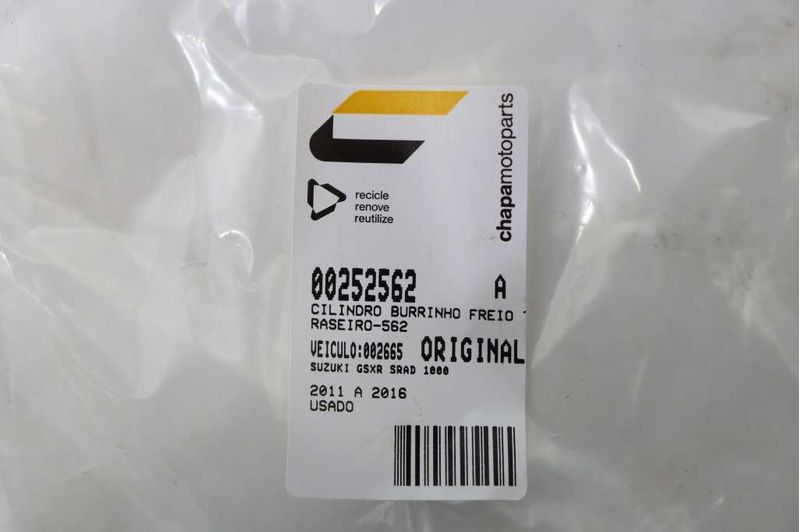 chapamotoparts
recicle
renove
reutilize
00252562 A
CILINDRO BURRINHO FREIO T
RASEIRO-562
VEICULO:002665 ORIGINAL
SUZUKI GSXR SRAD 1000
2011 A 2016
USADO